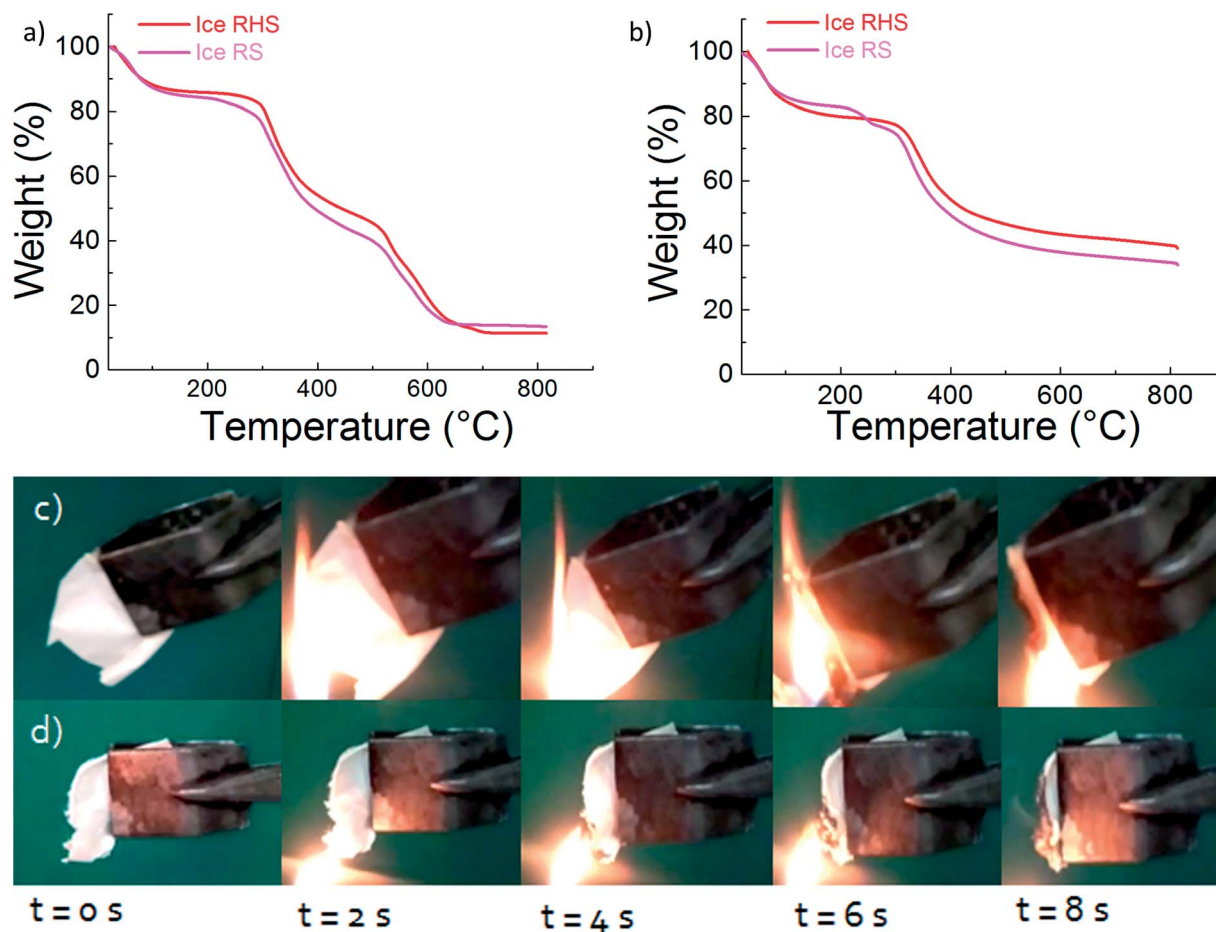 a)
Ice RHS
Ice RS
100
80
60
40
20
0
Weight (%)
200
400
600
800
Temperature (°C)
b)
Ice RHS
Ice RS
100
80
60
40
20
0
Weight (%)
200
400
600
800
Temperature (°C)
c)
d)
t = 0 s
t = 2 s
t = 4 s
t = 6 s
t = 8 s